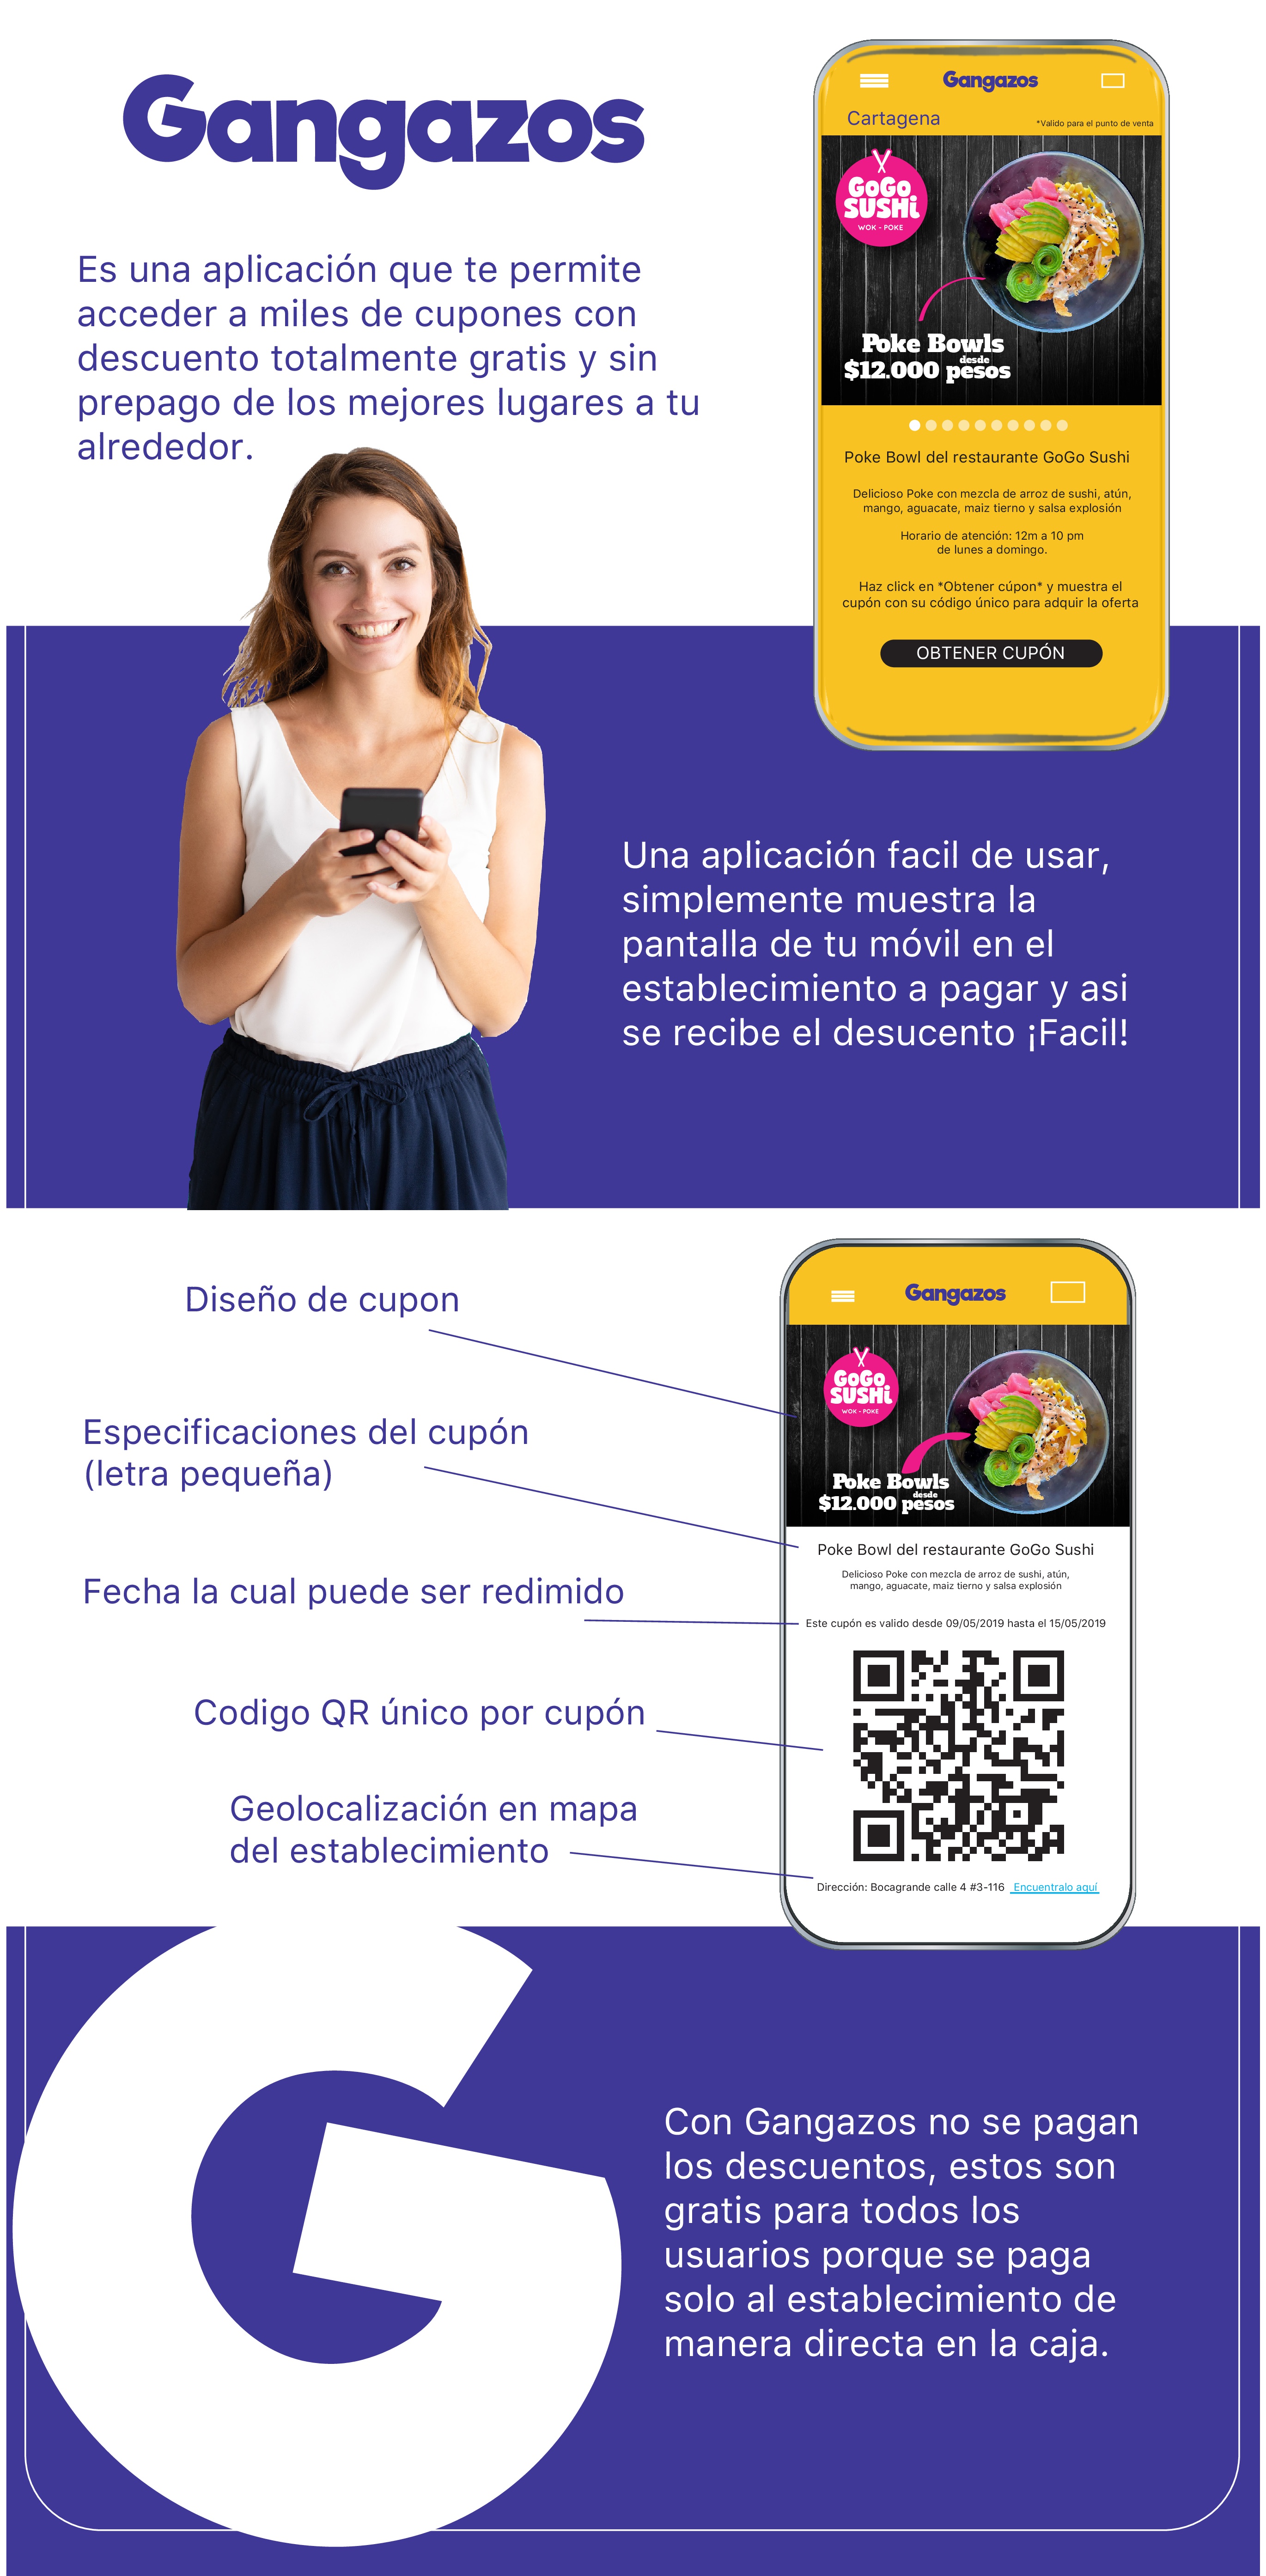 Gangazos
Es una aplicación que te permite
acceder a miles de cupones con
descuento totalmente gratis y sin
prepago de los mejores lugares a tu
alrededor.
Gangazos
Cartagena
*Valido para el punto de venta
GoGo
SUSHi
WOK - POKE
Poke Bowls
desde
$12.000 pesos
Poke Bowl del restaurante GoGo Sushi
Delicioso Poke con mezcla de arroz de sushi, atún,
mango, aguacate, maiz tierno y salsa explosión
Horario de atención: 12m a 10 pm
de lunes a domingo.
Haz click en *Obtener cúpon* y muestra el
cupón con su código único para adquir la oferta
OBTENER CUPÓN
Una aplicación facil de usar,
simplemente muestra la
pantalla de tu móvil en el
establecimiento a pagar y asi
se recibe el desucento ¡Facil!
Diseño de cupon
Especificaciones del cupón
(letra pequeña)
Fecha la cual puede ser redimido
Codigo QR único por cupón
Geolocalización en mapa
del establecimiento
Gangazos
GoGo
SUSHi
WOK - POKE
Poke Bowls
desde
$12.000 pesos
Poke Bowl del restaurante GoGo Sushi
Delicioso Poke con mezcla de arroz de sushi, atún,
mango, aguacate, maiz tierno y salsa explosión
Este cupón es valido desde 09/05/2019 hasta el 15/05/2019
Dirección: Bocagrande calle 4 #3-116 Encuentralo aquí
G
Con Gangazos no se pagan
los descuentos, estos son
gratis para todos los
usuarios porque se paga
solo al establecimiento de
manera directa en la caja.